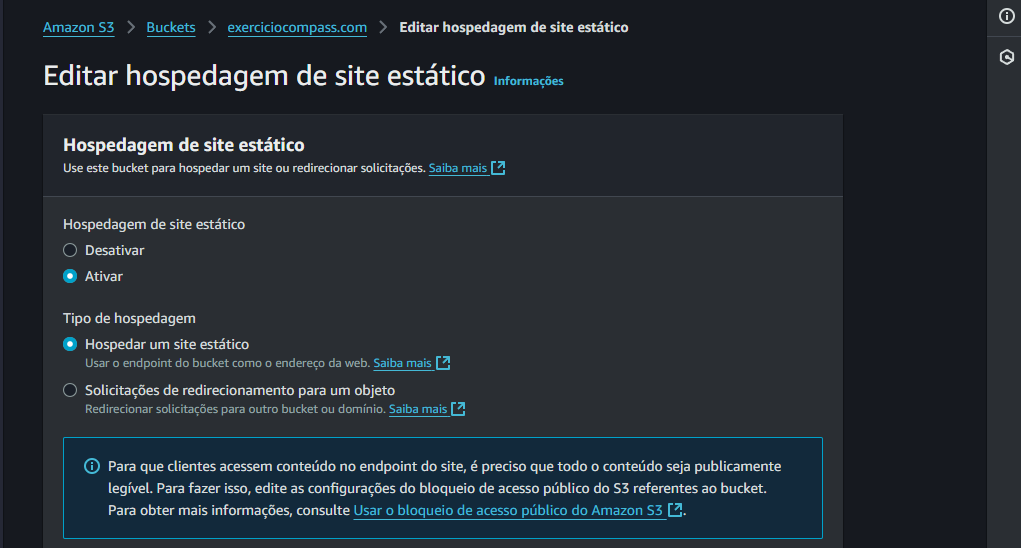 Amazon S3 > Buckets > exerciciocompass.com > Editar hospedagem de site estático
Editar hospedagem de site estático Informações
Hospedagem de site estático
Use este bucket para hospedar um site ou redirecionar solicitações. Saiba mais
Hospedagem de site estático
Desativar
Ativar
Tipo de hospedagem
Hospedar um site estático
Usar o endpoint do bucket como o endereço da web. Saiba mais
Solicitações de redirecionamento para um objeto
Redirecionar solicitações para outro bucket ou domínio. Saiba mais
Para que clientes acessem conteúdo no endpoint do site, é preciso que todo o conteúdo seja publicamente
legível. Para fazer isso, edite as configurações do bloqueio de acesso público do S3 referentes ao bucket.
Para obter mais informações, consulte Usar o bloqueio de acesso público do Amazon S3.